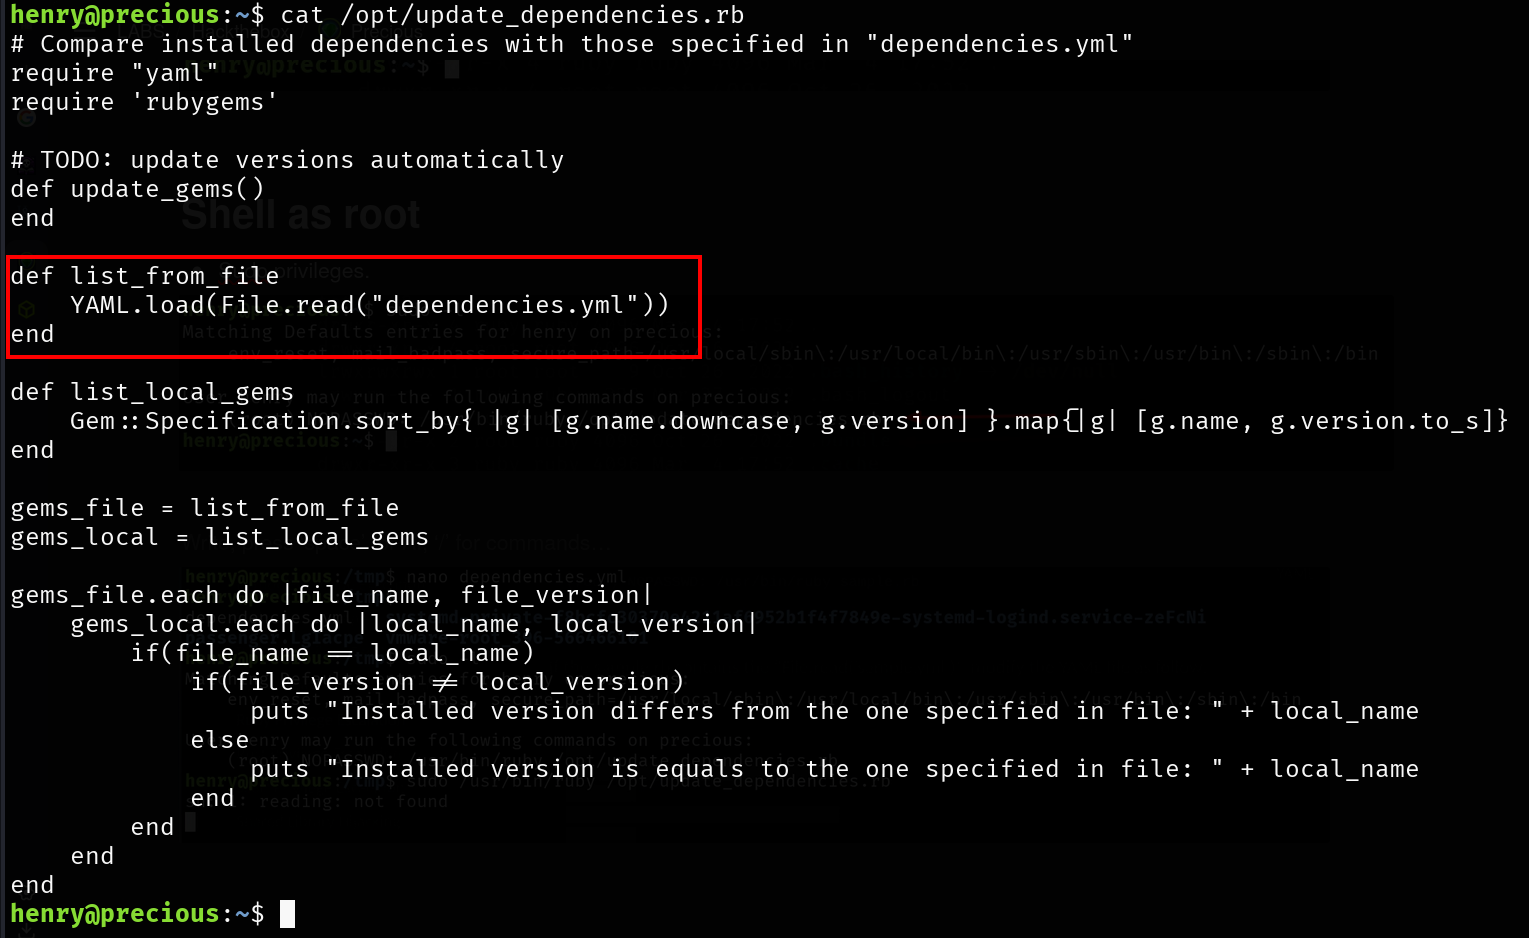 henry@precious:~$ cat /opt/update_dependencies.rb
# Compare installed dependencies with those specified in "dependencies.yml"
require "yaml"
require 'rubygems'

# TODO: update versions automatically
def update_gems()
end

def list_from_file
    YAML.load(File.read("dependencies.yml"))
end

def list_local_gems
    Gem::Specification.sort_by{ |g| [g.name.downcase, g.version] }.map{|g| [g.name, g.version.to_s]}
end

gems_file = list_from_file
gems_local = list_local_gems

gems_file.each do |file_name, file_version|
    gems_local.each do |local_name, local_version|
        if(file_name == local_name)
            if(file_version != local_version)
                puts "Installed version differs from the one specified in file: " + local_name
            else
                puts "Installed version is equals to the one specified in file: " + local_name
            end
        end
    end
end
henry@precious:~$